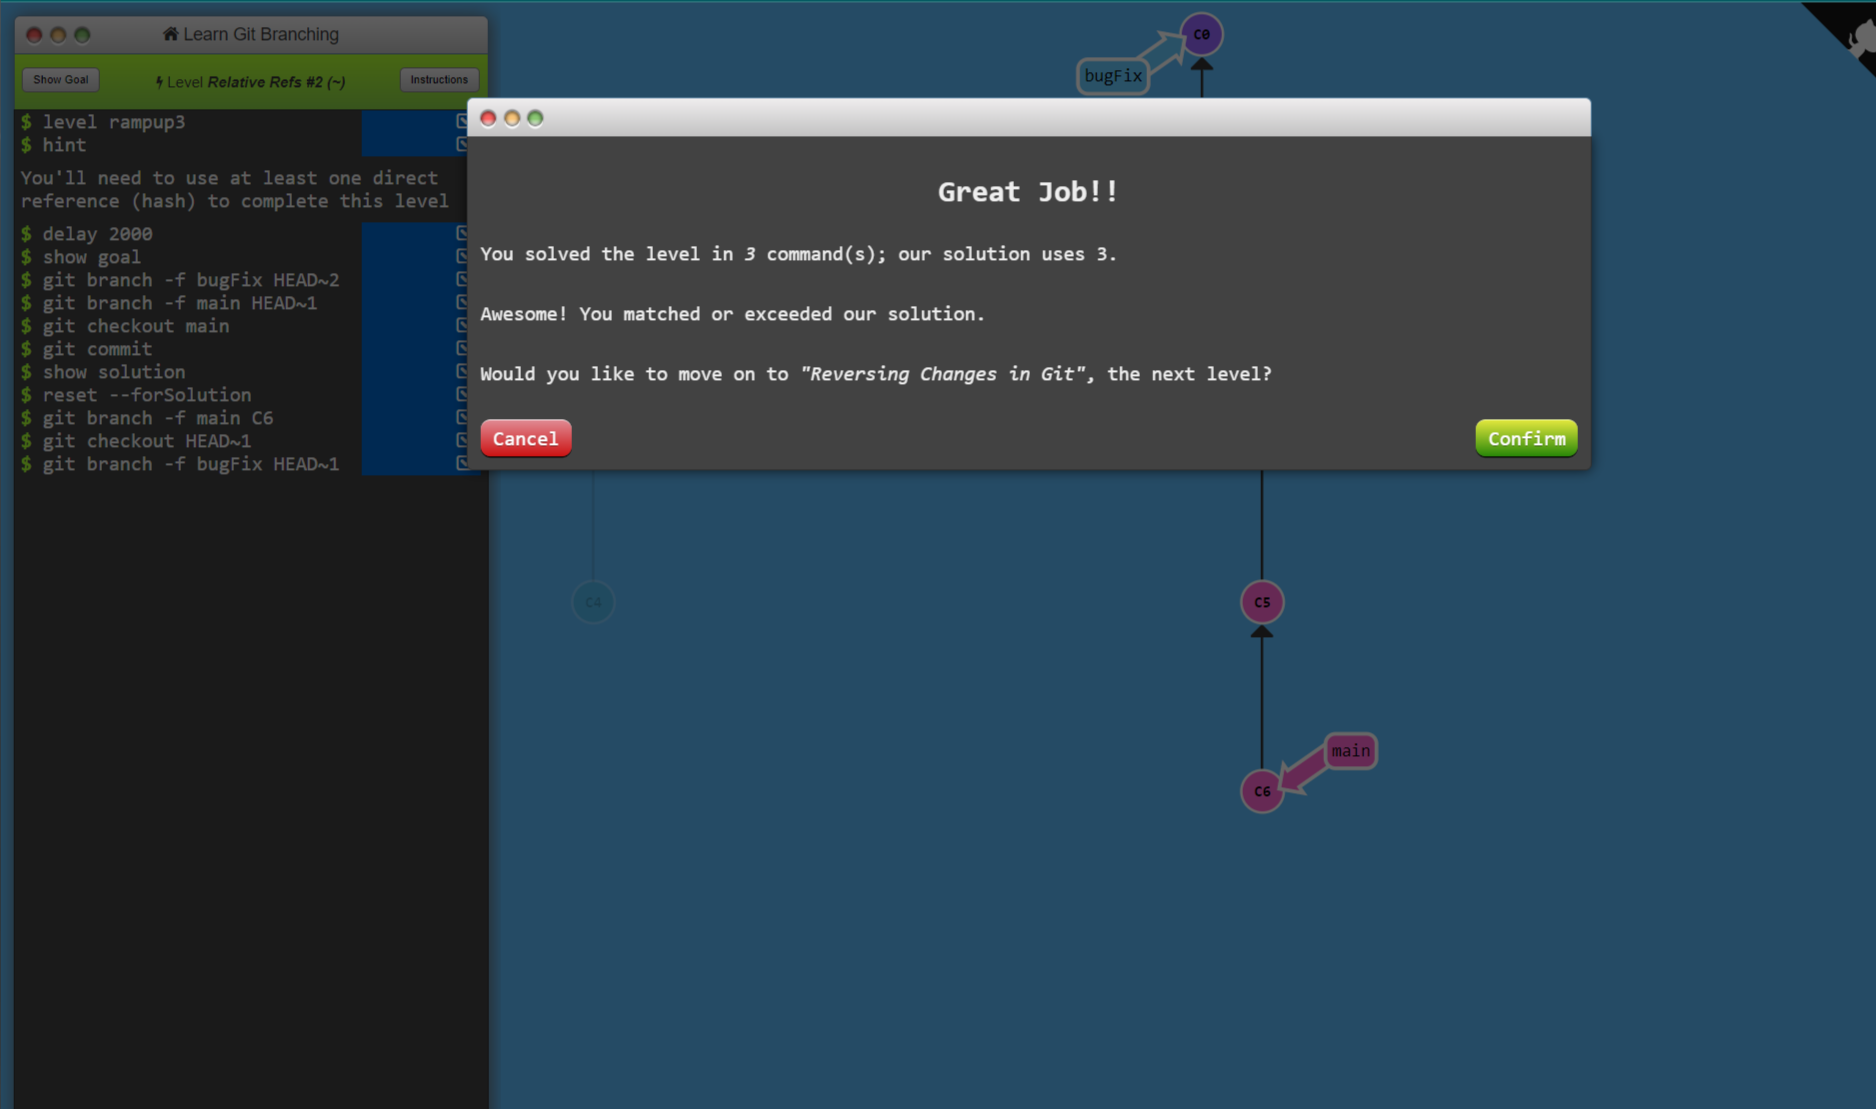 Learn Git Branching
Show Goal
Level Relative Refs #2 (~)
Instructions
$ level rampup3
$ hint
You'll need to use at least one direct
reference (hash) to complete this level
$ delay 2000
$ show goal
$ git branch -f bugFix HEAD~2
$ git branch -f main HEAD~1
$ git checkout main
$ git commit
$ show solution
$ reset --forSolution
$ git branch -f main C6
$ git checkout HEAD~1
$ git branch -f bugFix HEAD~1
C0
bugFix
Great Job!!
You solved the level in 3 command(s); our solution uses 3.
Awesome! You matched or exceeded our solution.
Would you like to move on to "Reversing Changes in Git", the next level?
Cancel
Confirm
C4
C5
main
C6